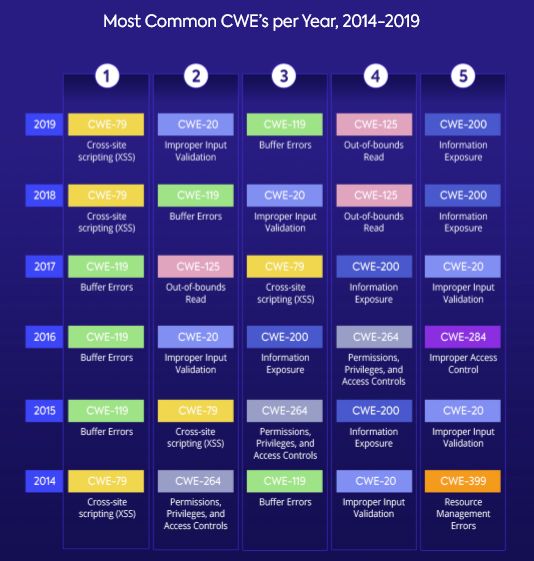 Most Common CWE's per Year, 2014-2019
1 2 3 4 5
2019 CWE-79 CWE-20 CWE-119 CWE-125 CWE-200
Cross-site Improper Input Buffer Errors Out-of-bounds Information
scripting (XSS) Validation Read Exposure
2018 CWE-79 CWE-119 CWE-20 CWE-125 CWE-200
Cross-site Buffer Errors Improper Input Out-of-bounds Information
scripting (XSS) Validation Read Exposure
2017 CWE-119 CWE-125 CWE-79 CWE-200 CWE-20
Buffer Errors Out-of-bounds Cross-site Information Improper Input
Read scripting (XSS) Exposure Validation
2016 CWE-119 CWE-20 CWE-200 CWE-264 CWE-284
Buffer Errors Improper Input Information Permissions, Improper Access
Validation Exposure Privileges, and Control
Access Controls
2015 CWE-119 CWE-79 CWE-264 CWE-200 CWE-20
Buffer Errors Cross-site Permissions, Information Improper Input
scripting (XSS) Privileges, and Exposure Validation
Access Controls
2014 CWE-79 CWE-264 CWE-119 CWE-20 CWE-399
Cross-site Permissions, Buffer Errors Improper Input Resource
scripting (XSS) Privileges, and Validation Management
Access Controls Errors